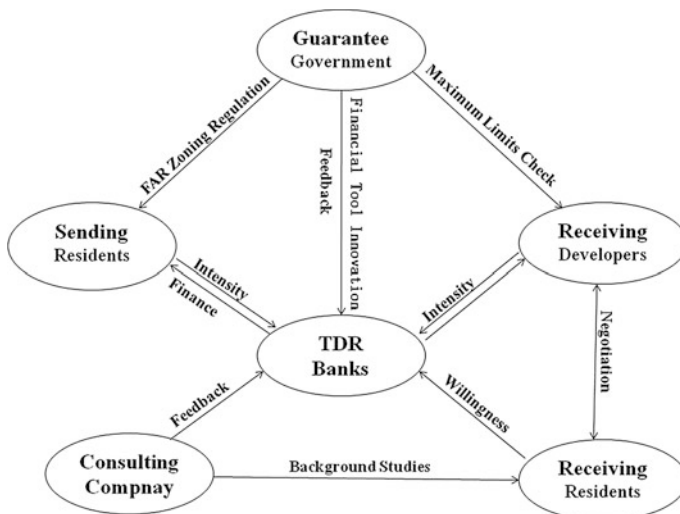 Guarantee
Government
FAR Zoning Regulation
Feedback
Financial Tool Innovation
Maximum Limits Check
Sending
Residents
Receiving
Developers
Intensity
Finance
Intensity
Negotiation
TDR
Banks
Feedback
Willingness
Consulting
Compnay
Background Studies
Receiving
Residents